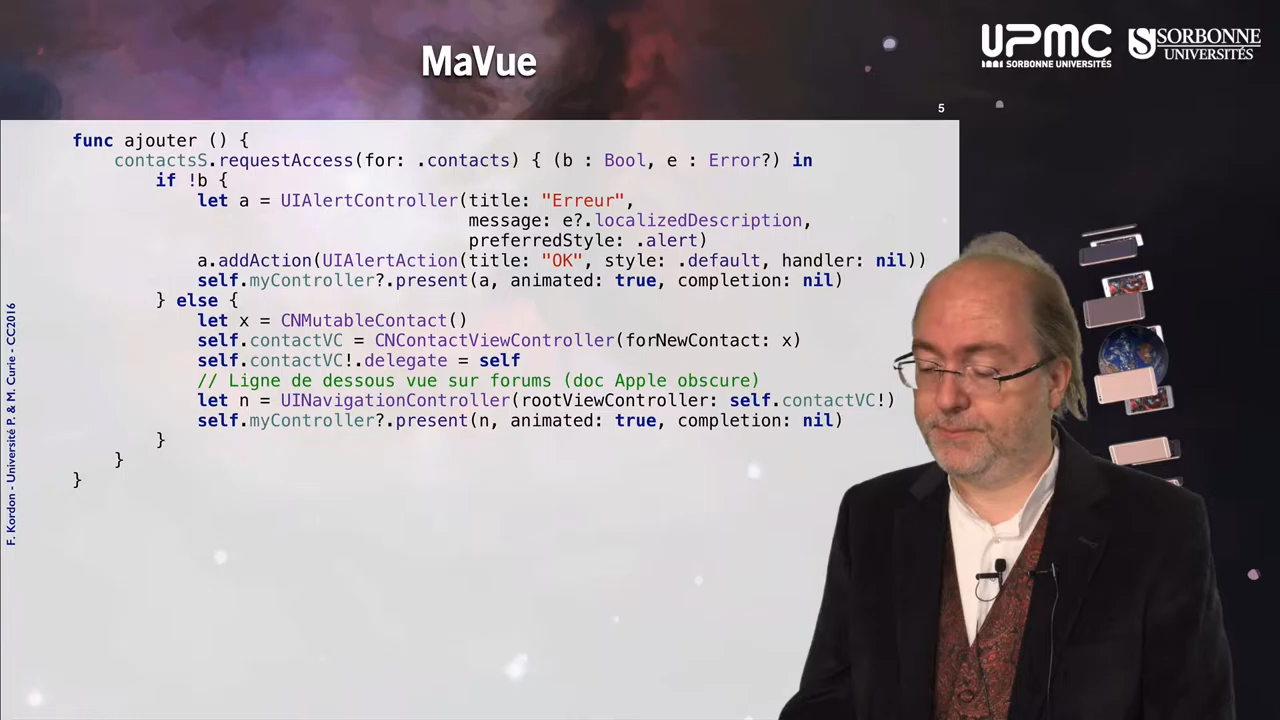 MaVue
UPMC
SORBONNE UNIVERSITÉS
S SORBONNE
UNIVERSITÉS
5
func ajouter () {
contactsS.requestAccess(for: .contacts) { (b : Bool, e : Error?) in
if !b {
let a = UIAlertController(title: "Erreur",
message: e?.localizedDescription,
preferredStyle: .alert)
a.addAction(UIAlertAction(title: "OK", style: .default, handler: nil))
self.myController?.present(a, animated: true, completion: nil)
} else {
let x = CNMutableContact()
self.contactVC = CNContactViewController(forNewContact: x)
self.contactVC!.delegate = self
// Ligne de dessous vue sur forums (doc Apple obscure)
let n = UINavigationController(rootViewController: self.contactVC!)
self.myController?.present(n, animated: true, completion: nil)
}
}
}
F. Kordon - Université P. & M. Curie - CC2016